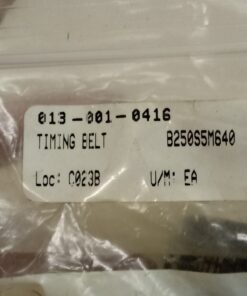 013-001-0416
TIMING BELT B250S5M640
Loc: C023B U/M: EA